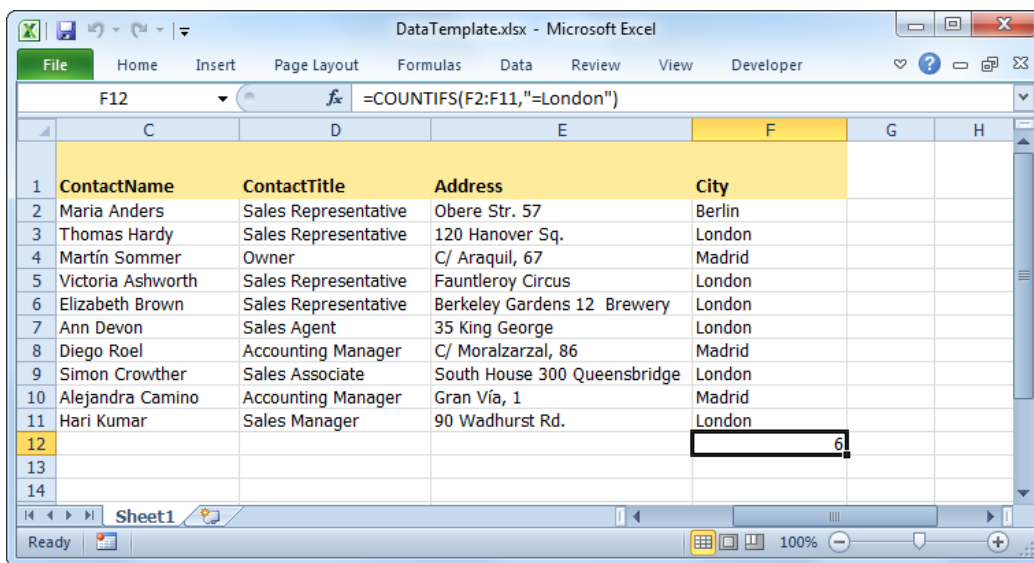 DataTemplate.xlsx - Microsoft Excel
File Home Insert Page Layout Formulas Data Review View Developer
F12 fx =COUNTIFS(F2:F11,"=London")
C D E F G H
1 ContactName ContactTitle Address City
2 Maria Anders Sales Representative Obere Str. 57 Berlin
3 Thomas Hardy Sales Representative 120 Hanover Sq. London
4 Martín Sommer Owner C/ Araquil, 67 Madrid
5 Victoria Ashworth Sales Representative Fauntleroy Circus London
6 Elizabeth Brown Sales Representative Berkeley Gardens 12  Brewery London
7 Ann Devon Sales Agent 35 King George London
8 Diego Roel Accounting Manager C/ Moralzarzal, 86 Madrid
9 Simon Crowther Sales Associate South House 300 Queensbridge London
10 Alejandra Camino Accounting Manager Gran Vía, 1 Madrid
11 Hari Kumar Sales Manager 90 Wadhurst Rd. London
12 6
13
14
Sheet1
Ready 100%